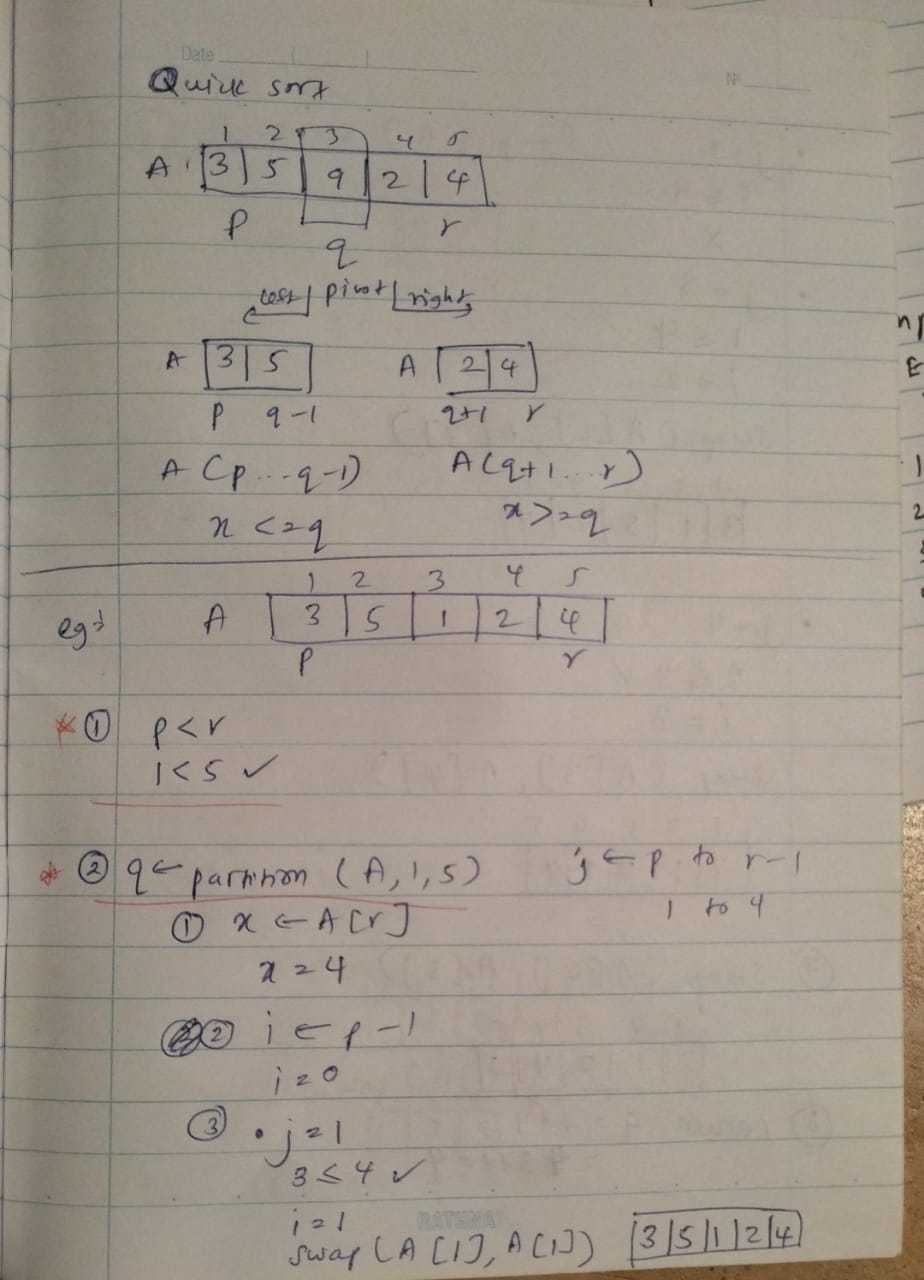 Date
Nº
Quick sort
1 2 3 4 5
A: 3 | 5 | 9 | 2 | 4
p r
q
left | pivot | right
A 3 | 5 A 2 | 4
p q-1 q+1 r
A (p...q-1) A(q+1...r)
x <= q x >= q
1 2 3 4 5
eg: A 3 | 5 | 1 | 2 | 4
p r
* ① p < r
1 < 5 ✓
* ② q ← partition (A, 1, 5) j ← p to r-1
1 to 4
① x ← A[r]
x = 4
② i ← p-1
i = 0
③ • j = 1
3 ≤ 4 ✓
i = 1
RATHNA
swap (A[1], A[1]) 3 | 5 | 1 | 2 | 4
n
E
1
2